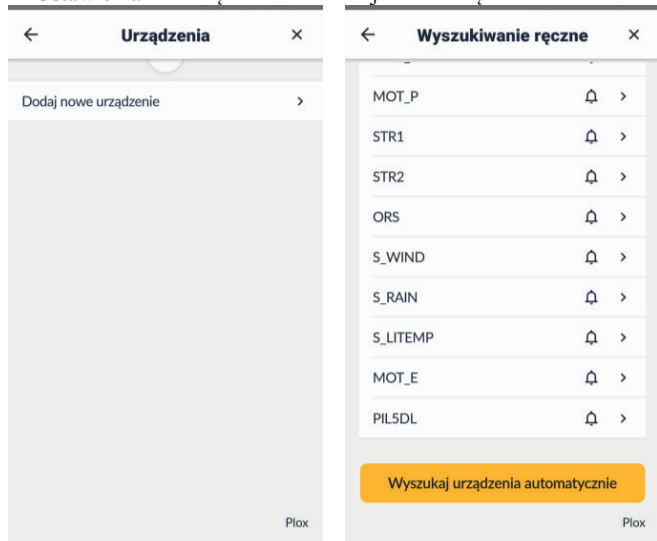 Urządzenia
Dodaj nowe urządzenie
Plox
Wyszukiwanie ręczne
MOT_P
STR1
STR2
ORS
S_WIND
S_RAIN
S_LITEMP
MOT_E
PIL5DL
Wyszukaj urządzenia automatycznie
Plox